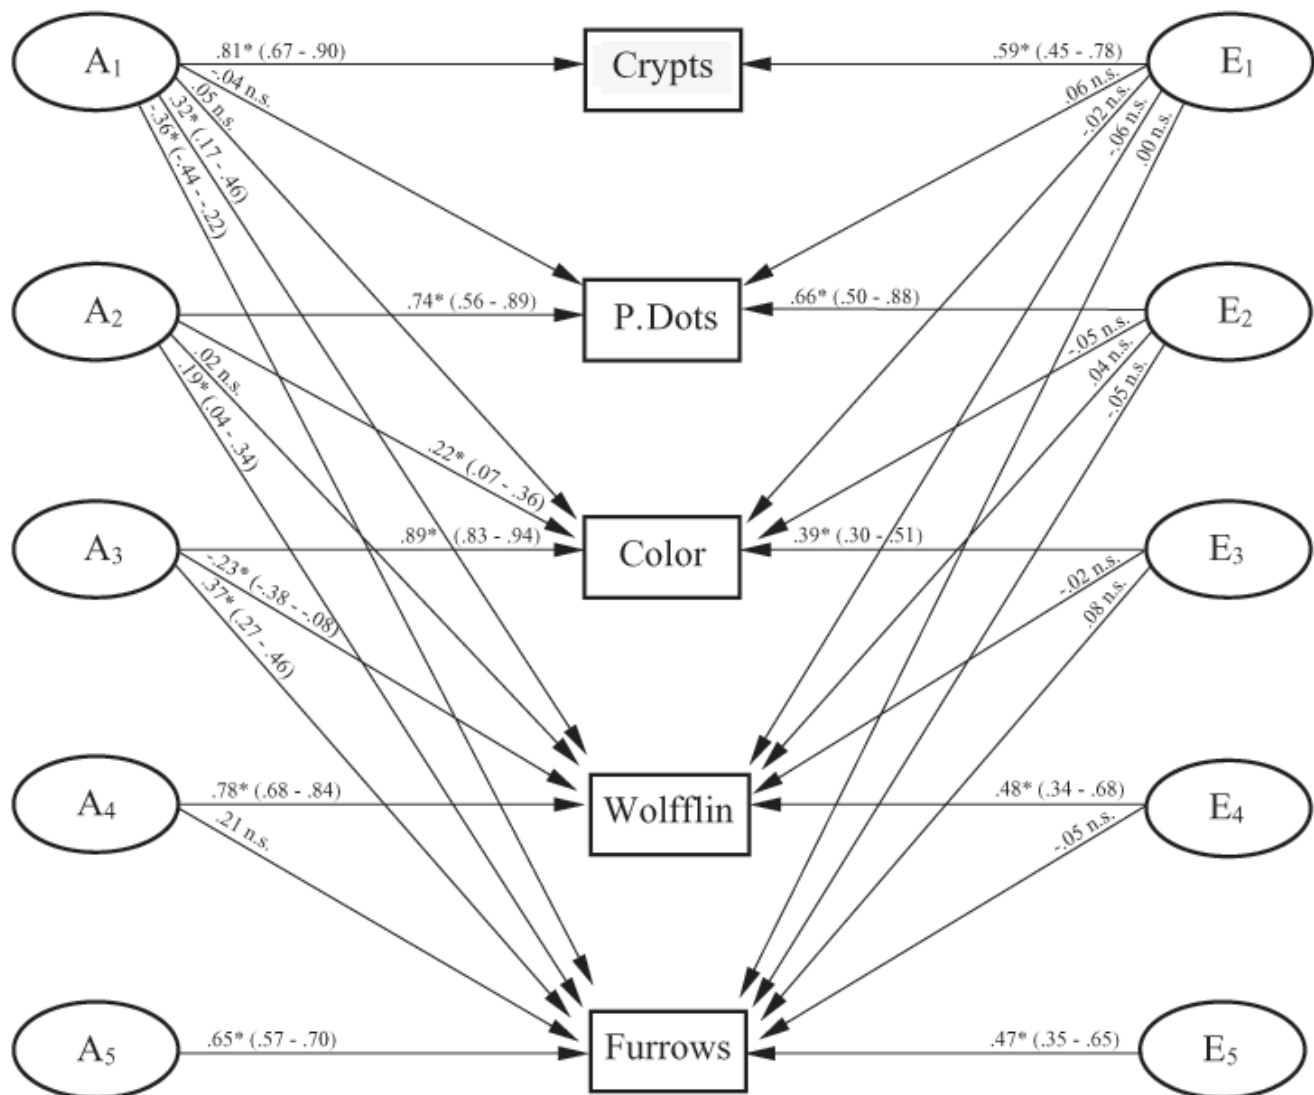 A1
.81* (.67 - .90)
Crypts
.59* (.45 - .78)
E1
-.04 n.s.
.05 n.s.
.32* (.17 - .46)
-.36* (-.44 - -.22)
.06 n.s.
-.02 n.s.
-.06 n.s.
.00 n.s.
A2
.74* (.56 - .89)
P.Dots
.66* (.50 - .88)
E2
.22* (.07 - .36)
.02 n.s.
.19* (.04 - .34)
-.05 n.s.
.04 n.s.
-.05 n.s.
A3
.89* (.83 - .94)
Color
.39* (.30 - .51)
E3
-.23* (-.38 - -.08)
.37* (.27 - .46)
-.02 n.s.
.08 n.s.
A4
.78* (.68 - .84)
Wolfflin
.48* (.34 - .68)
E4
.21 n.s.
-.05 n.s.
A5
.65* (.57 - .70)
Furrows
.47* (.35 - .65)
E5